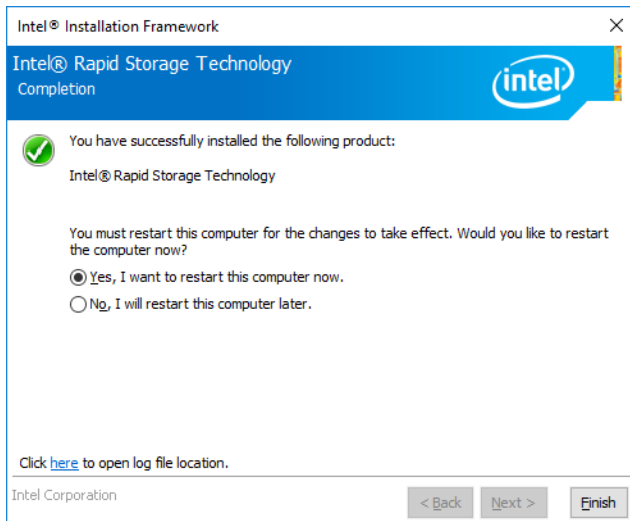 Intel® Installation Framework
Intel® Rapid Storage Technology
Completion
intel
You have successfully installed the following product:
Intel® Rapid Storage Technology
You must restart this computer for the changes to take effect. Would you like to restart
the computer now?
Yes, I want to restart this computer now.
No, I will restart this computer later.
Click here to open log file location.
Intel Corporation
< Back
Next >
Finish